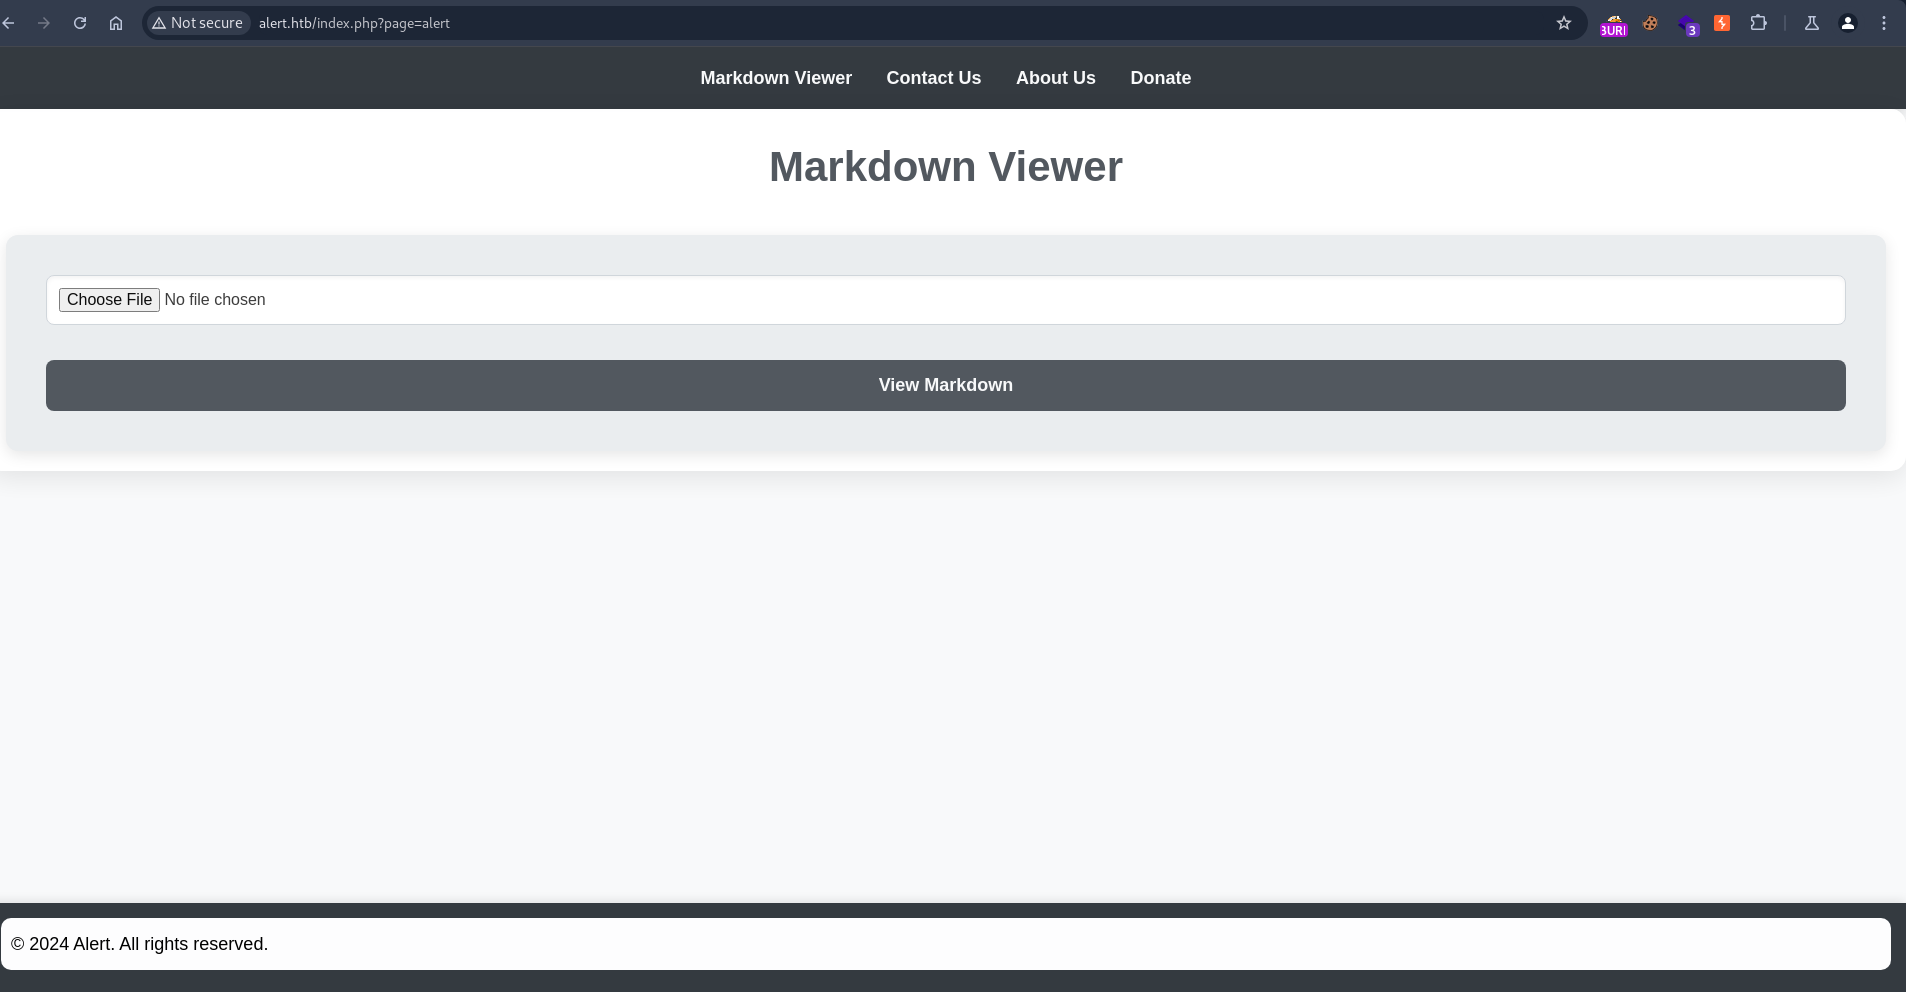 Not secure alert.htb/index.php?page=alert
BURI
3
Markdown Viewer Contact Us About Us Donate
Markdown Viewer
Choose File No file chosen
View Markdown
© 2024 Alert. All rights reserved.